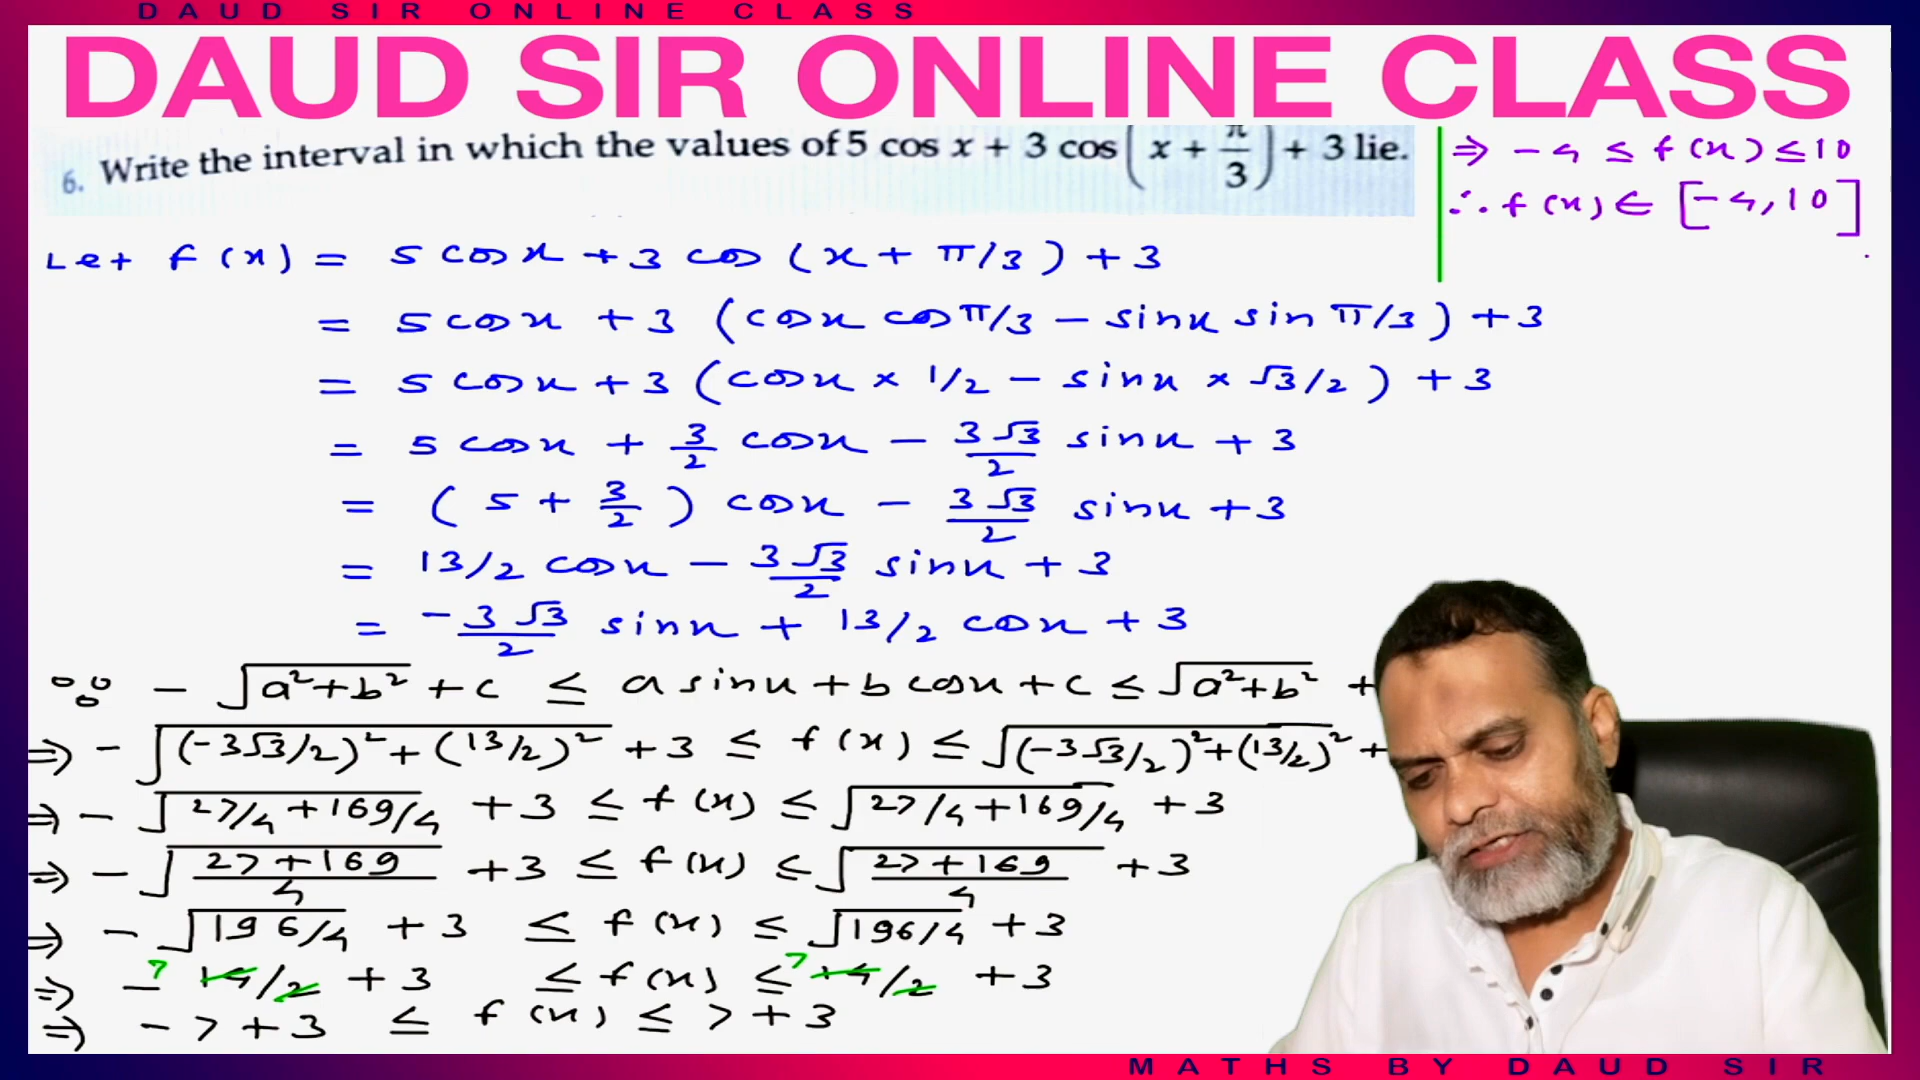 DAUD SIR ONLINE CLASS
DAUD SIR ONLINE CLASS
6. Write the interval in which the values of 5 cos x + 3 cos (x + π/3) + 3 lie.
⇒ -4 ≤ f(x) ≤ 10
∴ f(x) ∈ [-4, 10]
Let f(x) = 5 cos x + 3 cos (x + π/3) + 3
= 5 cos x + 3 (cos x cos π/3 - sin x sin π/3) + 3
= 5 cos x + 3 (cos x × 1/2 - sin x × √3/2) + 3
= 5 cos x + 3/2 cos x - 3√3/2 sin x + 3
= (5 + 3/2) cos x - 3√3/2 sin x + 3
= 13/2 cos x - 3√3/2 sin x + 3
= -3√3/2 sin x + 13/2 cos x + 3
∵ -√(a²+b²) + c ≤ a sin x + b cos x + c ≤ √(a²+b²) +
⇒ -√((-3√3/2)² + (13/2)²) + 3 ≤ f(x) ≤ √((-3√3/2)² + (13/2)²) +
⇒ -√(27/4 + 169/4) + 3 ≤ f(x) ≤ √(27/4 + 169/4) + 3
⇒ -√((27+169)/4) + 3 ≤ f(x) ≤ √((27+169)/4) + 3
⇒ -√(196/4) + 3 ≤ f(x) ≤ √(196/4) + 3
⇒ - 7 14/2 + 3 ≤ f(x) ≤ 7 14/2 + 3
⇒ -7 + 3 ≤ f(x) ≤ 7 + 3
MATHS BY DAUD SIR